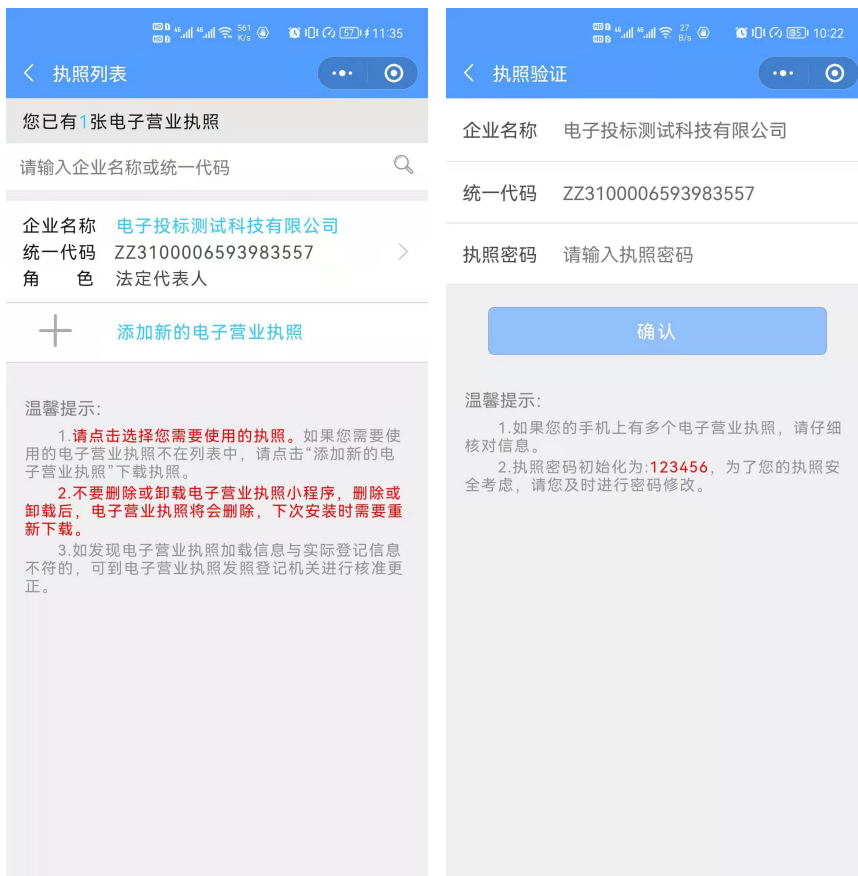 HD 1 4G 4G 561 K/s 57 11:35
HD 2
执照列表
您已有1张电子营业执照
请输入企业名称或统一代码
企业名称 电子投标测试科技有限公司
统一代码 ZZ3100006593983557
角 色 法定代表人
添加新的电子营业执照
温馨提示:
1.请点击选择您需要使用的执照。如果您需要使
用的电子营业执照不在列表中，请点击“添加新的电
子营业执照”下载执照。
2.不要删除或卸载电子营业执照小程序，删除或
卸载后，电子营业执照将会删除，下次安装时需要重
新下载。
3.如发现电子营业执照加载信息与实际登记信息
不符的，可到电子营业执照发照登记机关进行核准更
正。
HD 1 4G 4G 27 B/s 85 10:22
HD 2
执照验证
企业名称 电子投标测试科技有限公司
统一代码 ZZ3100006593983557
执照密码 请输入执照密码
确认
温馨提示:
1.如果您的手机上有多个电子营业执照，请仔细
核对信息。
2.执照密码初始化为:123456，为了您的执照安
全考虑，请您及时进行密码修改。